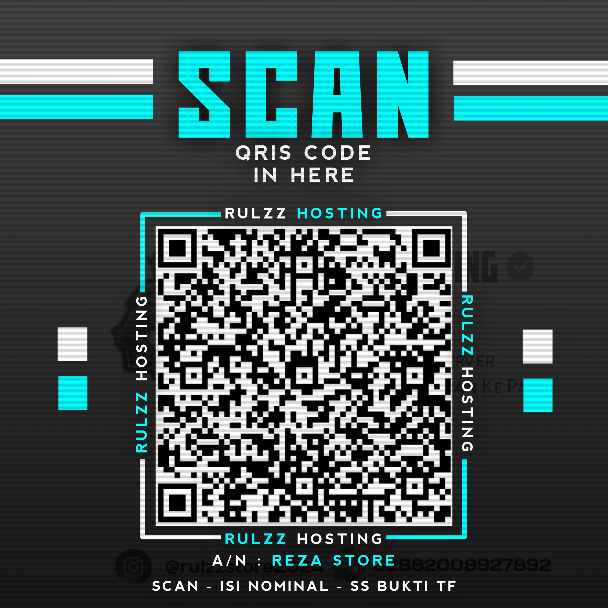 SCAN
QRIS CODE
IN HERE
RULZZ HOSTING
RULZZ HOSTING
RULZZ HOSTING
RULZZ HOSTING
A/N : REZA STORE
SCAN - ISI NOMINAL - SS BUKTI TF